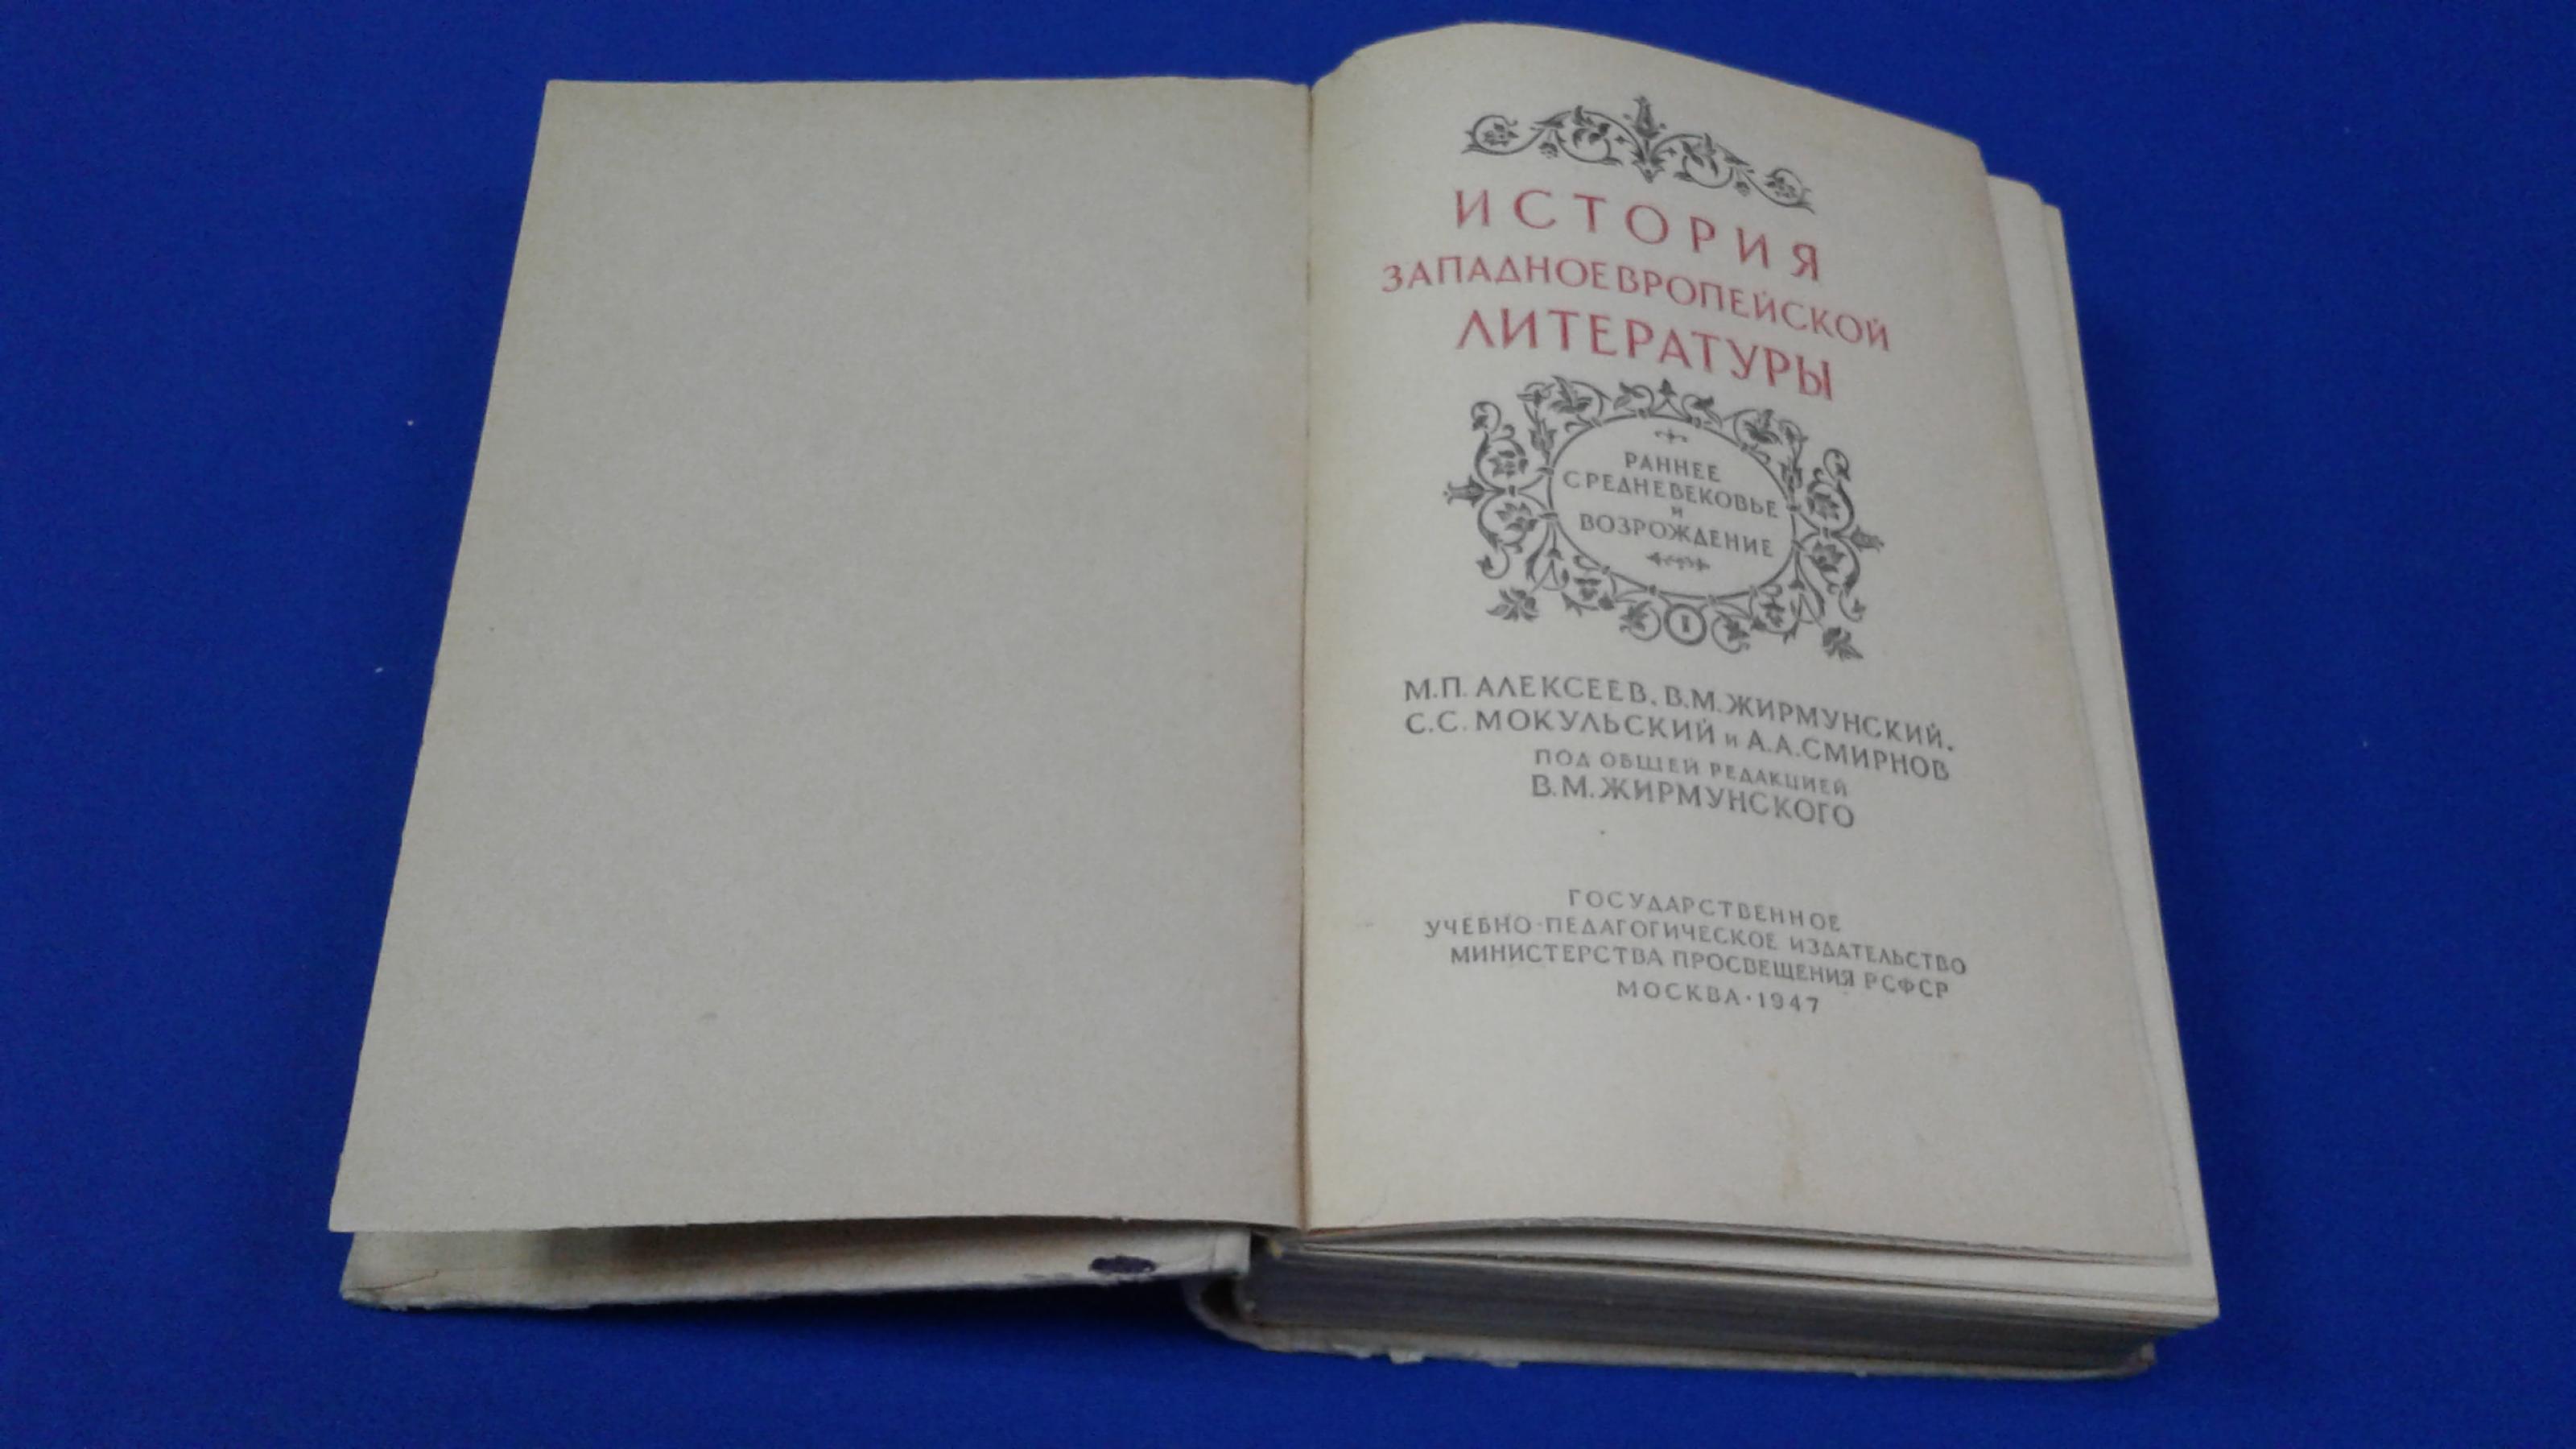 ИСТОРИЯ
ЗАПАДНОЕВРОПЕЙСКОЙ
ЛИТЕРАТУРЫ
РАННЕЕ
СРЕДНЕВЕКОВЬЕ
И
ВОЗРОЖДЕНИЕ
I
М.П. АЛЕКСЕЕВ, В.М. ЖИРМУНСКИЙ,
С.С. МОКУЛЬСКИЙ и А.А. СМИРНОВ
ПОД ОБЩЕЙ РЕДАКЦИЕЙ
В.М. ЖИРМУНСКОГО
ГОСУДАРСТВЕННОЕ
УЧЕБНО-ПЕДАГОГИЧЕСКОЕ ИЗДАТЕЛЬСТВО
МИНИСТЕРСТВА ПРОСВЕЩЕНИЯ РСФСР
МОСКВА · 1947